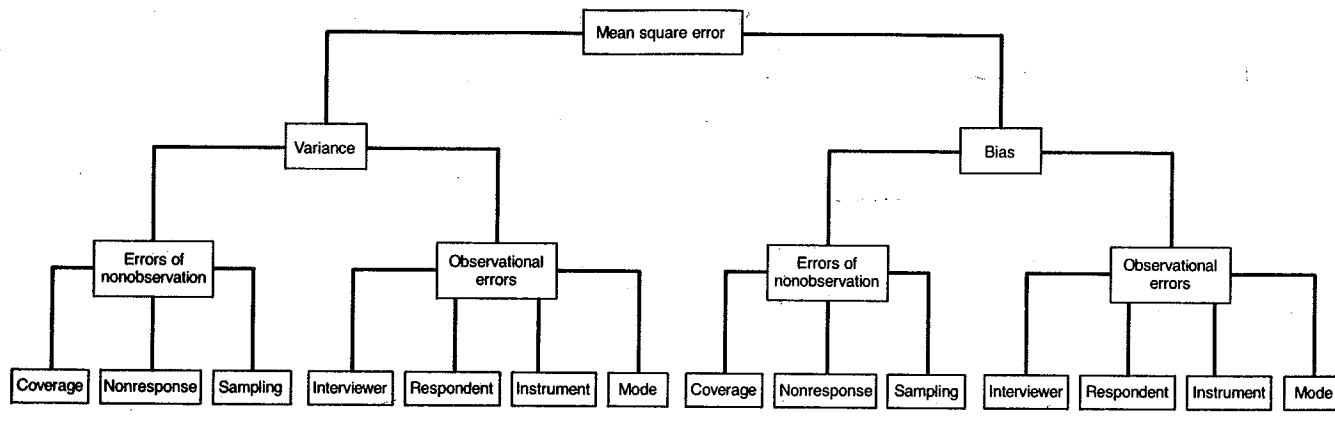 Mean square error
Variance
Bias
Errors of
nonobservation
Observational
errors
Errors of
nonobservation
Observational
errors
Coverage
Nonresponse
Sampling
Interviewer
Respondent
Instrument
Mode
Coverage
Nonresponse
Sampling
Interviewer
Respondent
Instrument
Mode